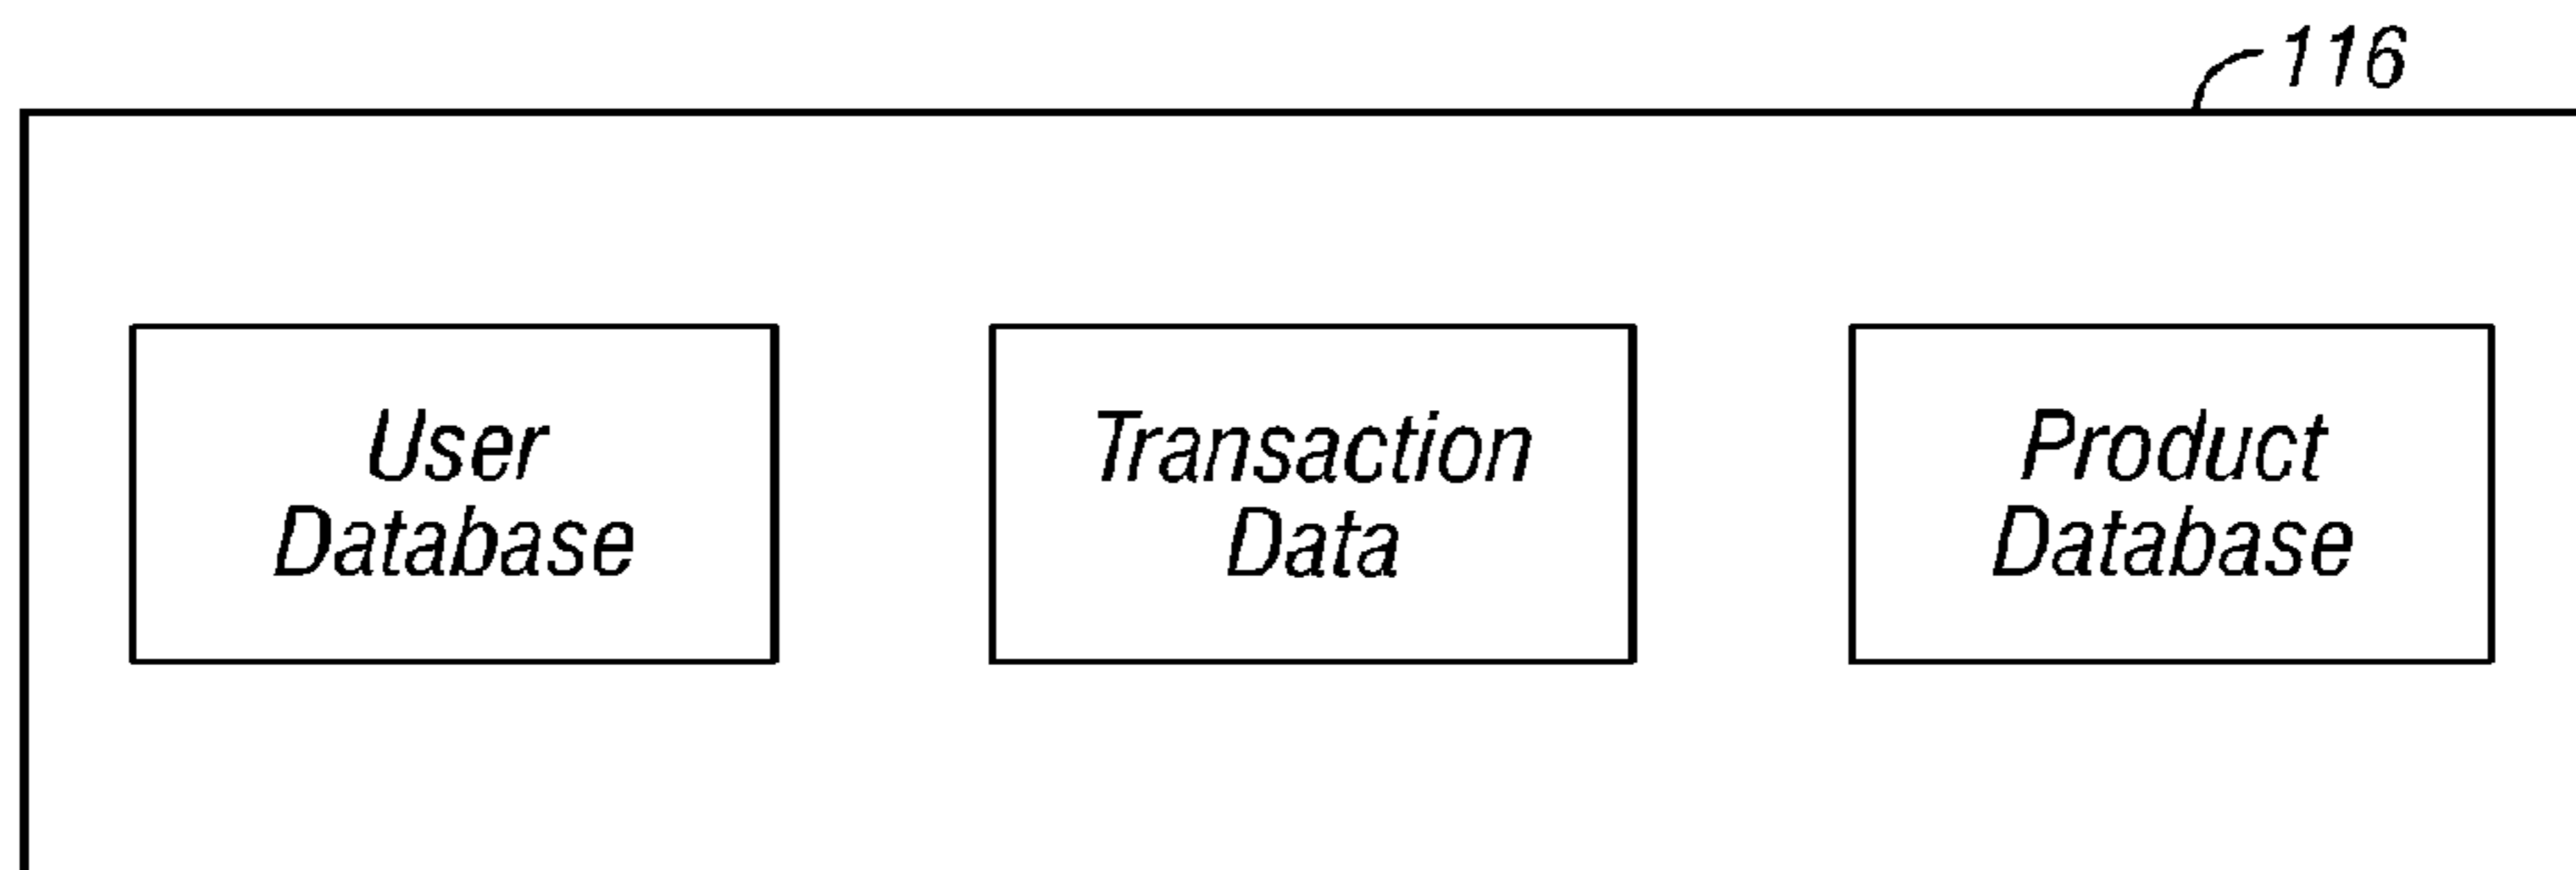 116
User
Database
Transaction
Data
Product
Database